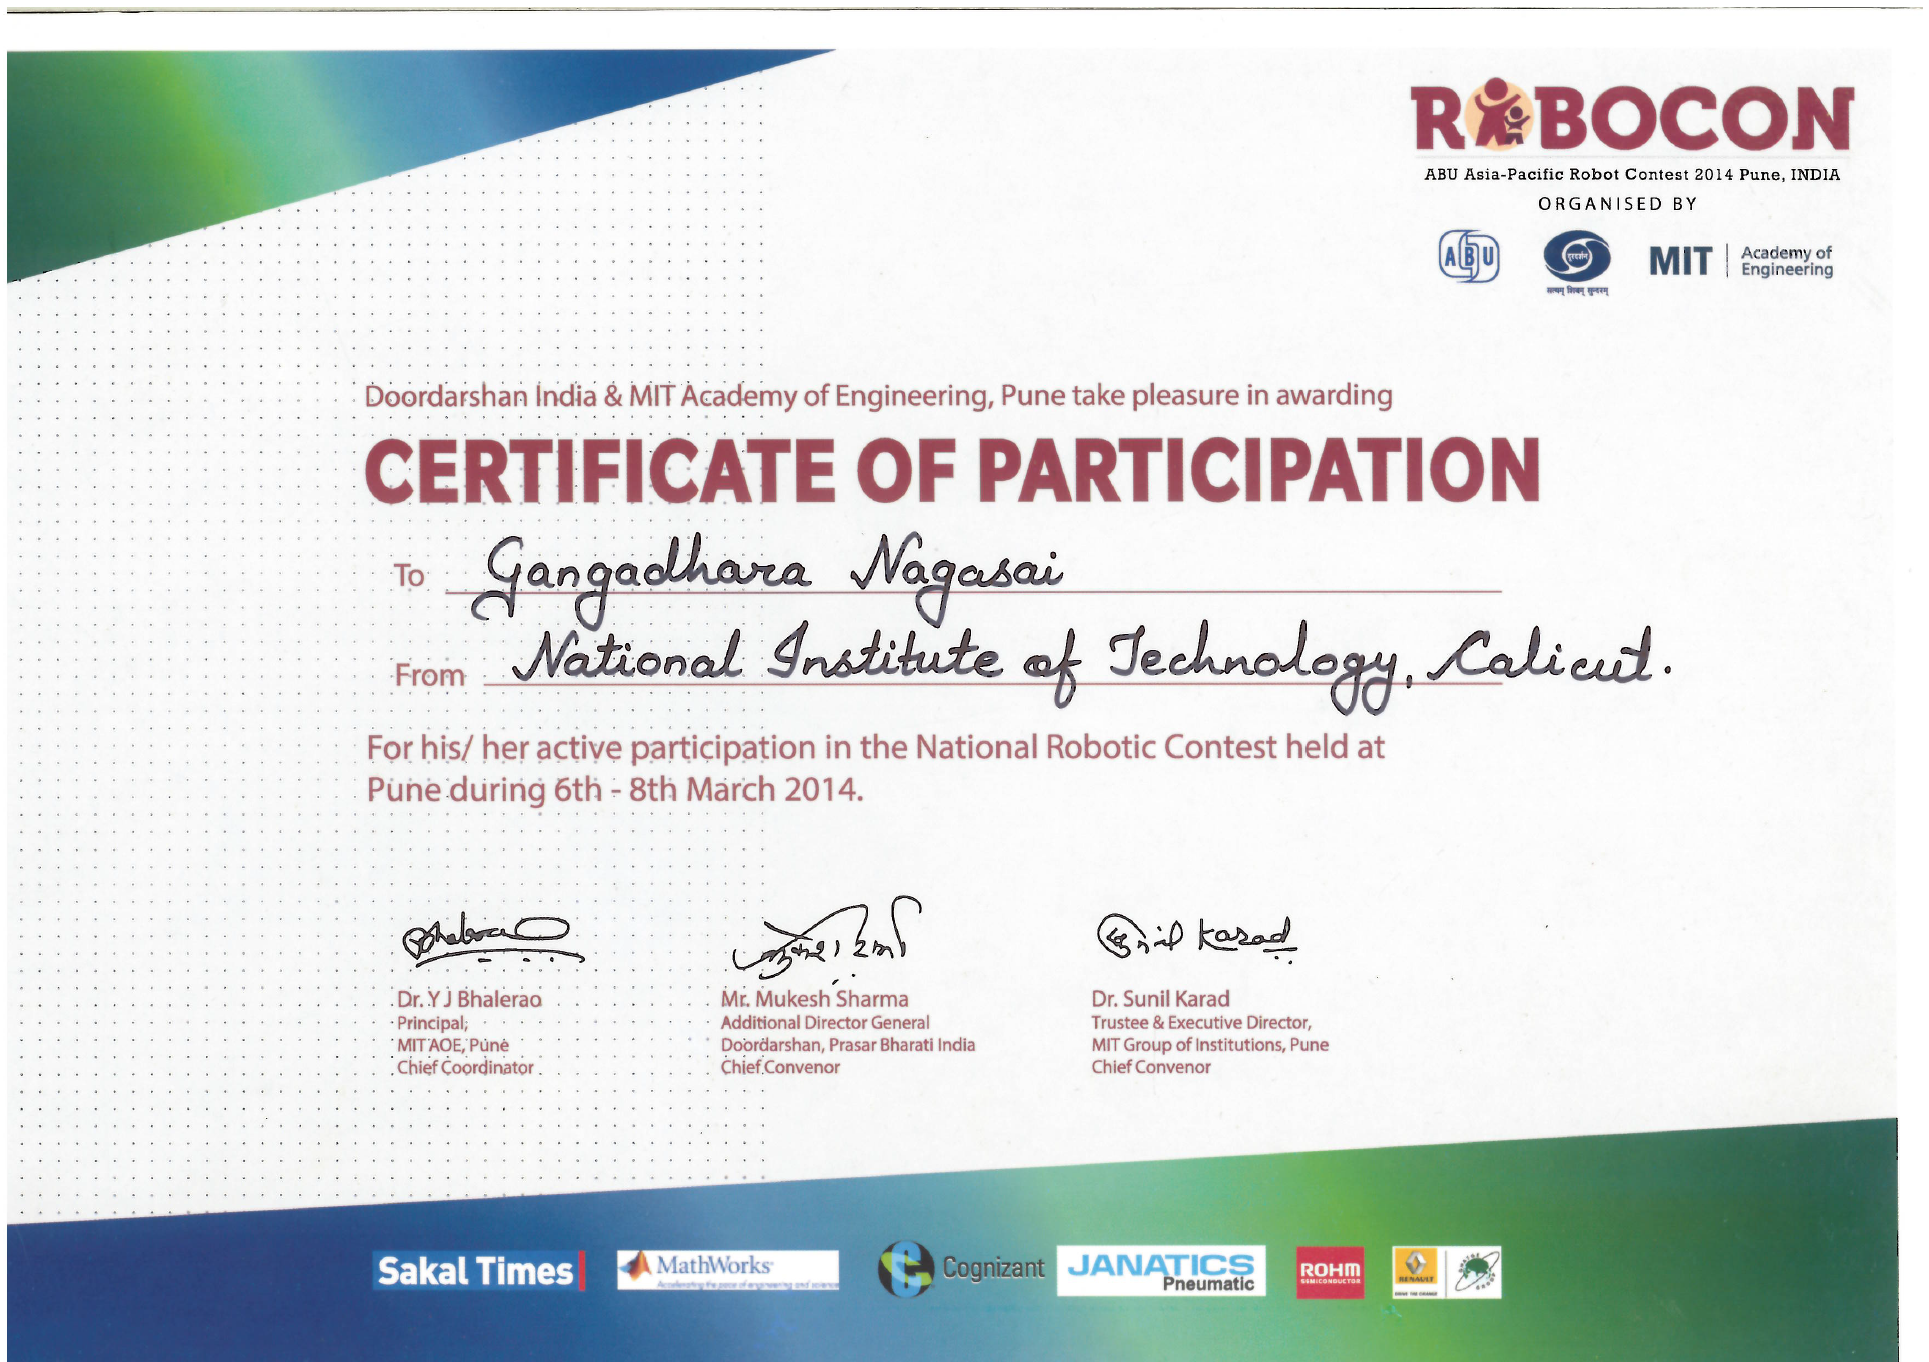 ROBOCON
ABU Asia-Pacific Robot Contest 2014 Pune, INDIA
ORGANISED BY
ABU
दूरदर्शन
सत्यम् शिवम् सुन्दरम्
MIT
Academy of
Engineering
Doordarshan India & MIT Academy of Engineering, Pune take pleasure in awarding
CERTIFICATE OF PARTICIPATION
To Gangadhara Nagasai
From National Institute of Technology, Calicut.
For his/ her active participation in the National Robotic Contest held at
Pune during 6th - 8th March 2014.
Sunil Karad
Dr. Y J Bhalerao
Principal,
MIT AOE, Pune
Chief Coordinator
Mr. Mukesh Sharma
Additional Director General
Doordarshan, Prasar Bharati India
Chief Convenor
Dr. Sunil Karad
Trustee & Executive Director,
MIT Group of Institutions, Pune
Chief Convenor
Sakal Times
MathWorks
Accelerating the pace of engineering and science
Cognizant
JANATICS
Pneumatic
ROHM
SEMICONDUCTOR
RENAULT
DRIVE THE CHANGE